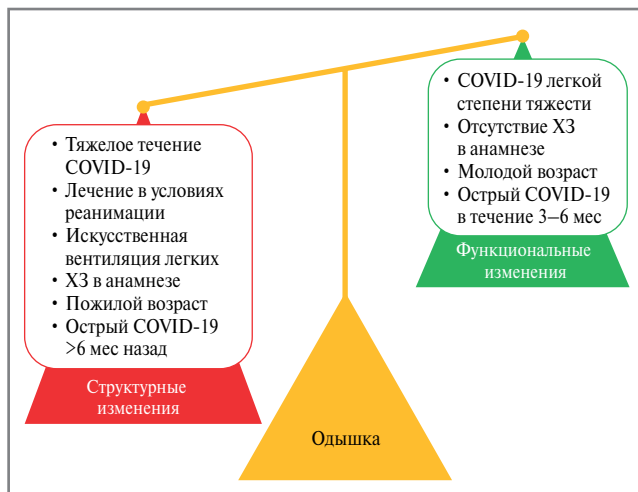 • Тяжелое течение
COVID-19
• Лечение в условиях
реанимации
• Искусственная
вентиляция легких
• ХЗ в анамнезе
• Пожилой возраст
• Острый COVID-19
>6 мес назад
Структурные
изменения
• COVID-19 легкой
степени тяжести
• Отсутствие ХЗ
в анамнезе
• Молодой возраст
• Острый COVID-19
в течение 3–6 мес
Функциональные
изменения
Одышка